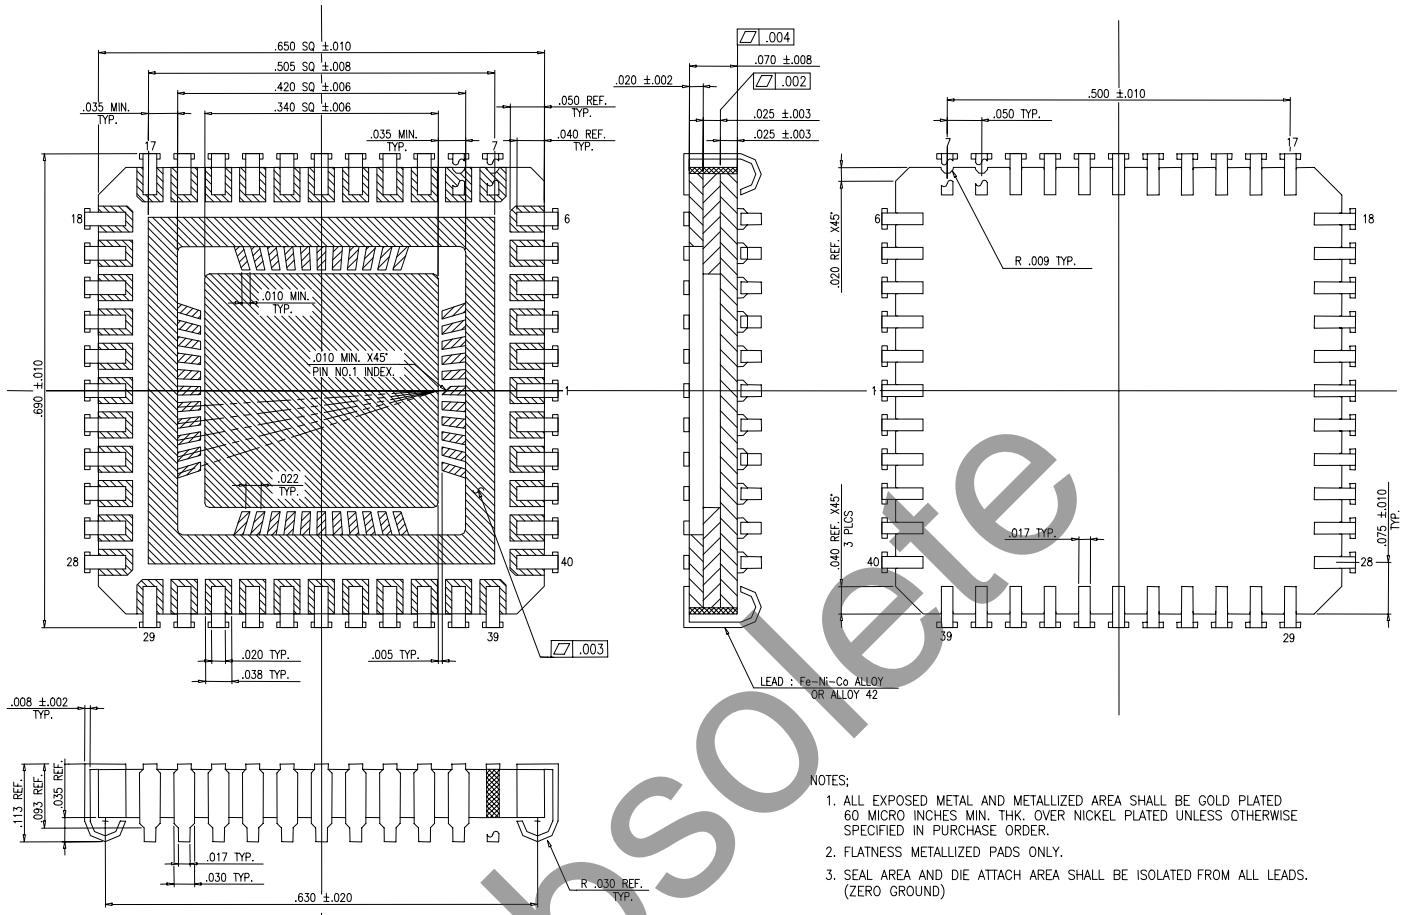 .650 SQ ±.010
.505 SQ ±.008
.420 SQ ±.006
.340 SQ ±.006
.035 MIN.
TYP.
.035 MIN.
TYP.
.050 REF.
TYP.
.040 REF.
TYP.
17
7
18
6
.690 ±.010
.010 MIN.
TYP.
.010 MIN. X45°
PIN NO.1 INDEX.
1
.022
TYP.
28
40
29
39
.020 TYP.
.038 TYP.
.005 TYP.
.003
.004
.070 ±.008
.020 ±.002
.002
.025 ±.003
.025 ±.003
LEAD : Fe-Ni-Co ALLOY
OR ALLOY 42
.500 ±.010
.050 TYP.
7
17
.020 REF. X45°
6
18
R .009 TYP.
1
.040 REF. X45°
3 PLCS
.017 TYP.
.075 ±.010
TYP.
40
28
39
29
.008 ±.002
TYP.
.113 REF.
.093 REF.
.035 REF.
.017 TYP.
.030 TYP.
.630 ±.020
R .030 REF.
TYP.
NOTES;
1. ALL EXPOSED METAL AND METALLIZED AREA SHALL BE GOLD PLATED
60 MICRO INCHES MIN. THK. OVER NICKEL PLATED UNLESS OTHERWISE
SPECIFIED IN PURCHASE ORDER.
2. FLATNESS METALLIZED PADS ONLY.
3. SEAL AREA AND DIE ATTACH AREA SHALL BE ISOLATED FROM ALL LEADS.
(ZERO GROUND)
bsolete